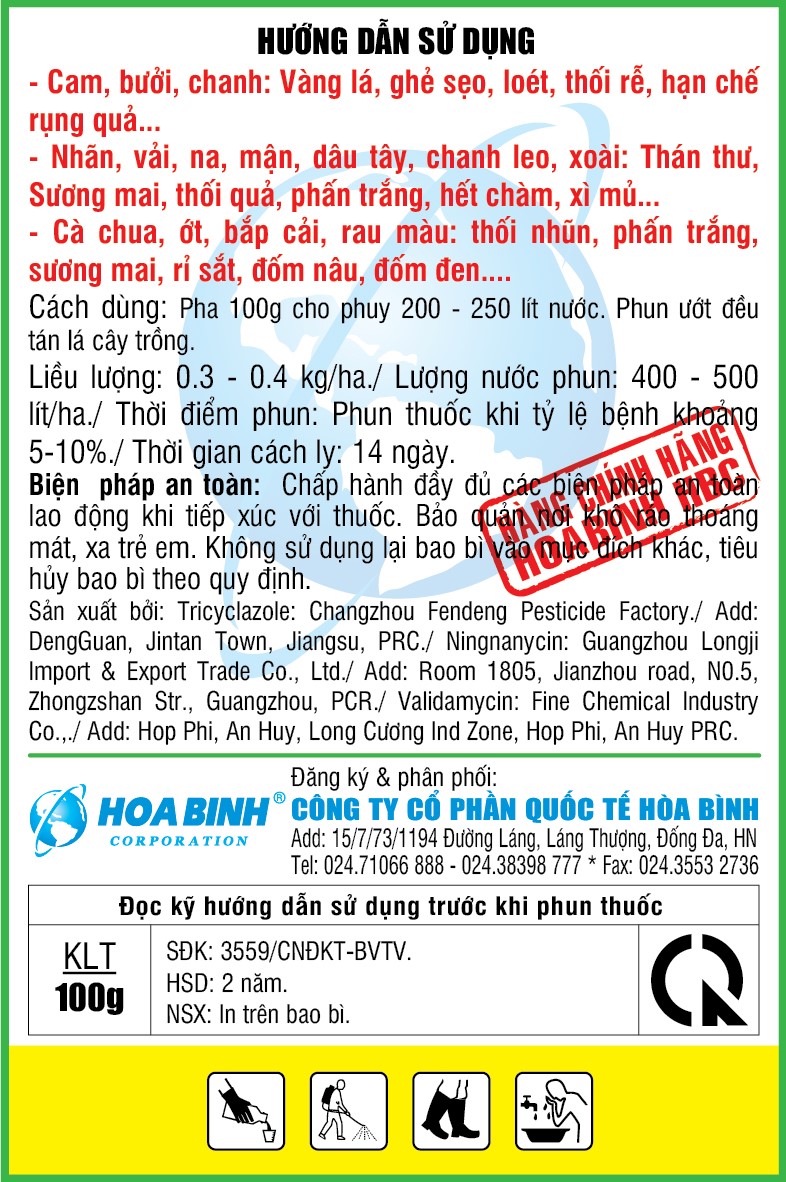 HƯỚNG DẪN SỬ DỤNG
- Cam, bưởi, chanh: Vàng lá, ghẻ sẹo, loét, thối rễ, hạn chế
rụng quả...
- Nhãn, vải, na, mận, dâu tây, chanh leo, xoài: Thán thư,
Sương mai, thối quả, phấn trắng, hết chàm, xì mủ...
- Cà chua, ớt, bắp cải, rau màu: thối nhũn, phấn trắng,
sương mai, rỉ sắt, đốm nâu, đốm đen....
Cách dùng: Pha 100g cho phuy 200 - 250 lít nước. Phun ướt đều
tán lá cây trồng.
Liều lượng: 0.3 - 0.4 kg/ha./ Lượng nước phun: 400 - 500
lít/ha./ Thời điểm phun: Phun thuốc khi tỷ lệ bệnh khoảng
5-10%./ Thời gian cách ly: 14 ngày.
Biện pháp an toàn: Chấp hành đầy đủ các biện pháp an toàn
lao động khi tiếp xúc với thuốc. Bảo quản nơi khô ráo thoáng
mát, xa trẻ em. Không sử dụng lại bao bì vào mục đích khác, tiêu
hủy bao bì theo quy định.
HÀNG CHÍNH HÃNG
HOABINH HBC
Sản xuất bởi: Tricyclazole: Changzhou Fendeng Pesticide Factory./ Add:
DengGuan, Jintan Town, Jiangsu, PRC./ Ningnanycin: Guangzhou Longji
Import & Export Trade Co., Ltd./ Add: Room 1805, Jianzhou road, N0.5,
Zhongzshan Str., Guangzhou, PCR./ Validamycin: Fine Chemical Industry
Co.,./ Add: Hop Phi, An Huy, Long Cương Ind Zone, Hop Phi, An Huy PRC.
HOA BINH ®
CORPORATION
Đăng ký & phân phối:
CÔNG TY CỔ PHẦN QUỐC TẾ HÒA BÌNH
Add: 15/7/73/1194 Đường Láng, Láng Thượng, Đống Đa, HN
Tel: 024.71066 888 - 024.38398 777 * Fax: 024.3553 2736
Đọc kỹ hướng dẫn sử dụng trước khi phun thuốc
KLT
100g
SĐK: 3559/CNĐKT-BVTV.
HSD: 2 năm.
NSX: In trên bao bì.